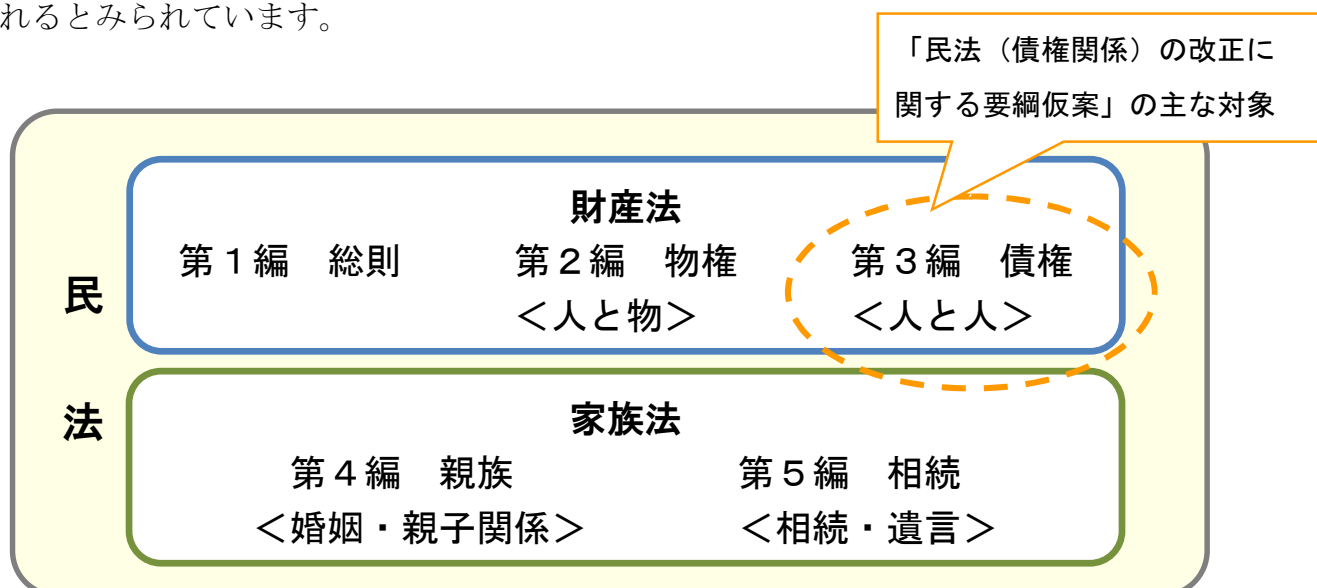 れるとみられています。
「民法（債権関係）の改正に
関する要綱仮案」の主な対象
民法
財産法
第１編　総則　第２編　物権　第３編　債権
＜人と物＞　＜人と人＞
家族法
第４編　親族　第５編　相続
＜婚姻・親子関係＞　＜相続・遺言＞